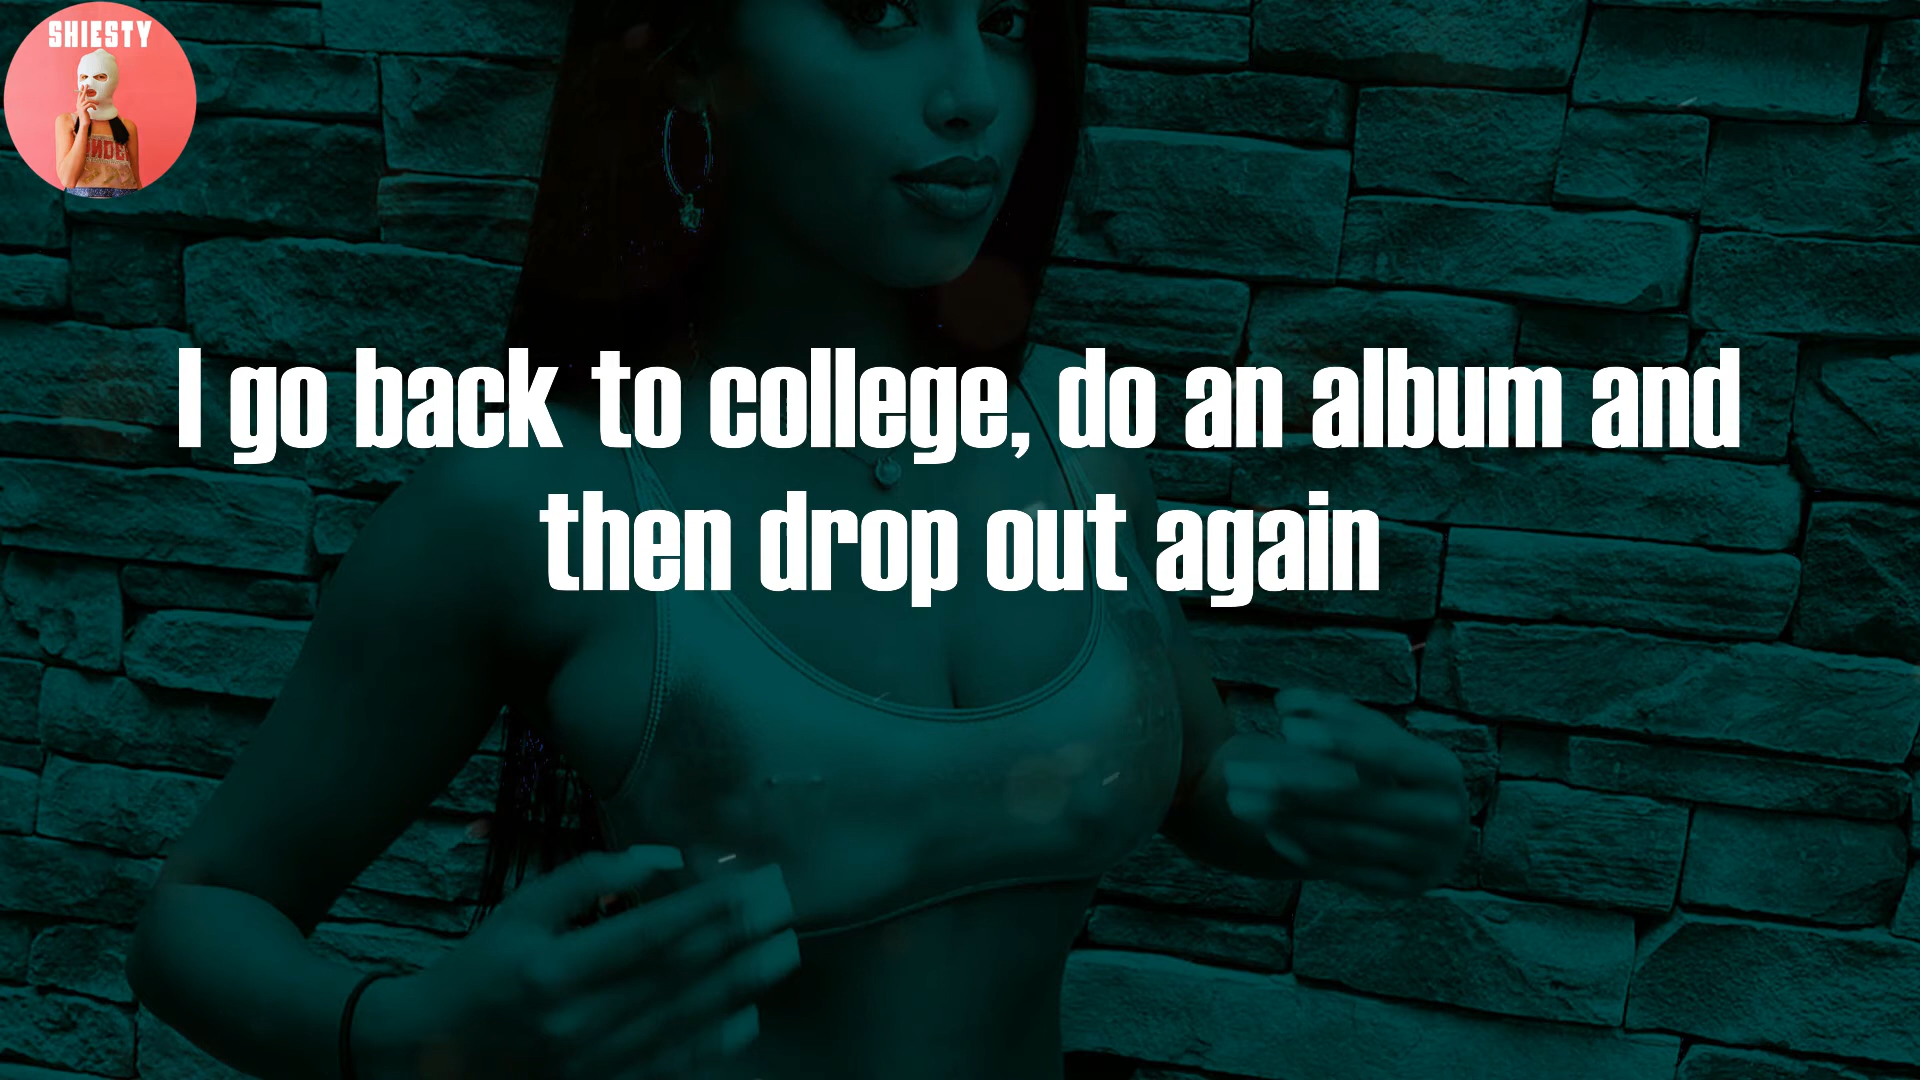 SHIESTY
I go back to college, do an album and
then drop out again